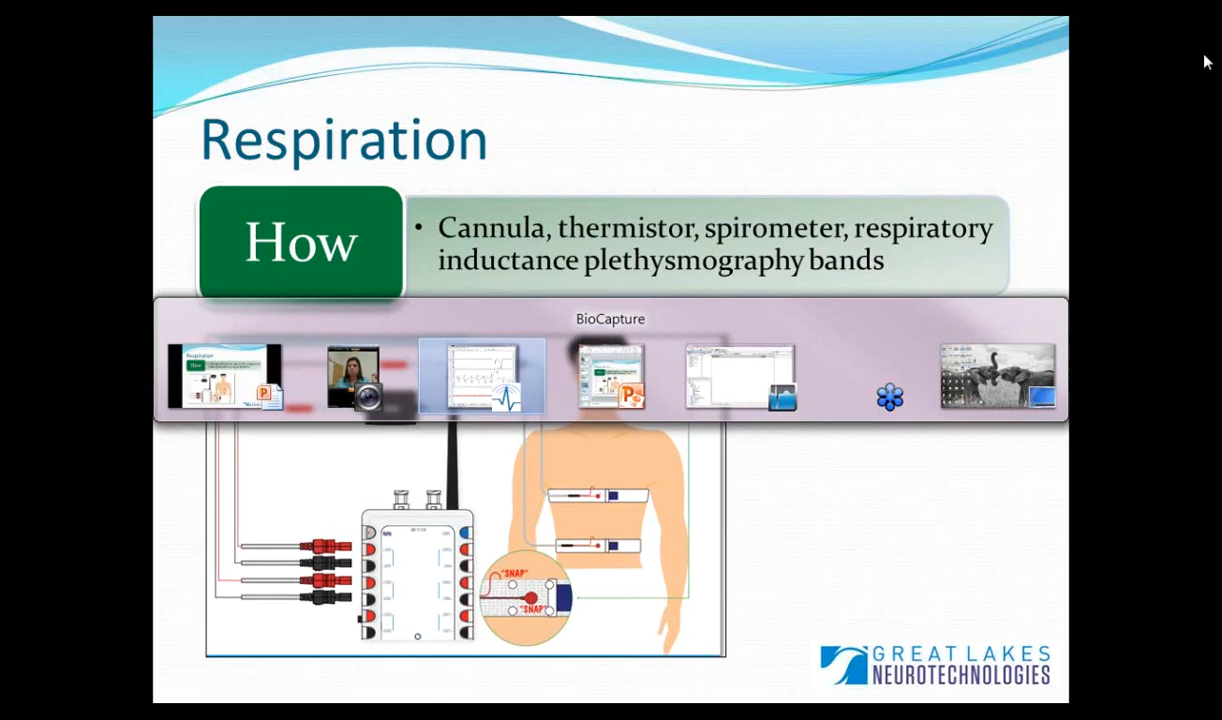 Respiration
How
• Cannula, thermistor, spirometer, respiratory
inductance plethysmography bands
BioCapture
"SNAP"
"SNAP"
GREAT LAKES
NEUROTECHNOLOGIES